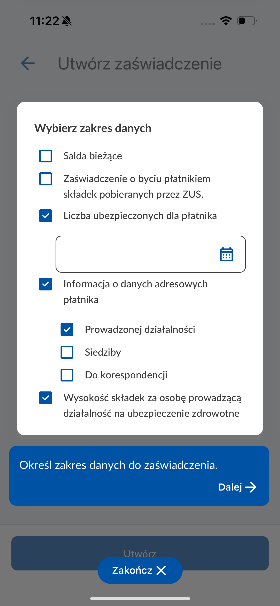 11:22
Utwórz zaświadczenie
Wybierz zakres danych
Salda bieżące
Zaświadczenie o byciu płatnikiem
składek pobieranych przez ZUS.
Liczba ubezpieczonych dla płatnika
Informacja o danych adresowych
płatnika
Prowadzonej działalności
Siedziby
Do korespondencji
Wysokość składek za osobę prowadzącą
działalność na ubezpieczenie zdrowotne
Określ zakres danych do zaświadczenia.
Dalej
Utwórz
Zakończ